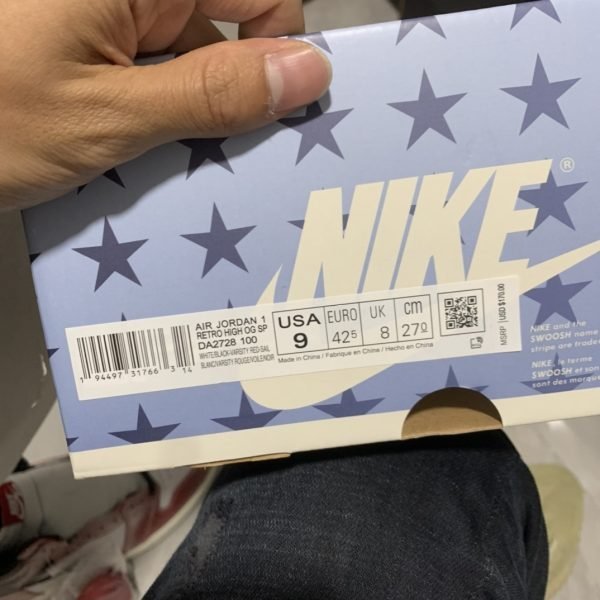 NIKE®
AIR JORDAN 1
RETRO HIGH OG SP
DA2728 100
WHITE/BLACK-VARSITY RED-SAIL
BLANC/VARSITY ROUGE/VOILE/NOIR
1 94497 31766 3 14
USA
9
EURO
42.5
UK
8
cm
27.0
Made in China / Fabriqué en Chine / Hecho en China
MSRP USD $170.00
NIKE and the
SWOOSH name
stripe are trade
NIKE, le terme
SWOOSH et son
sont des marque